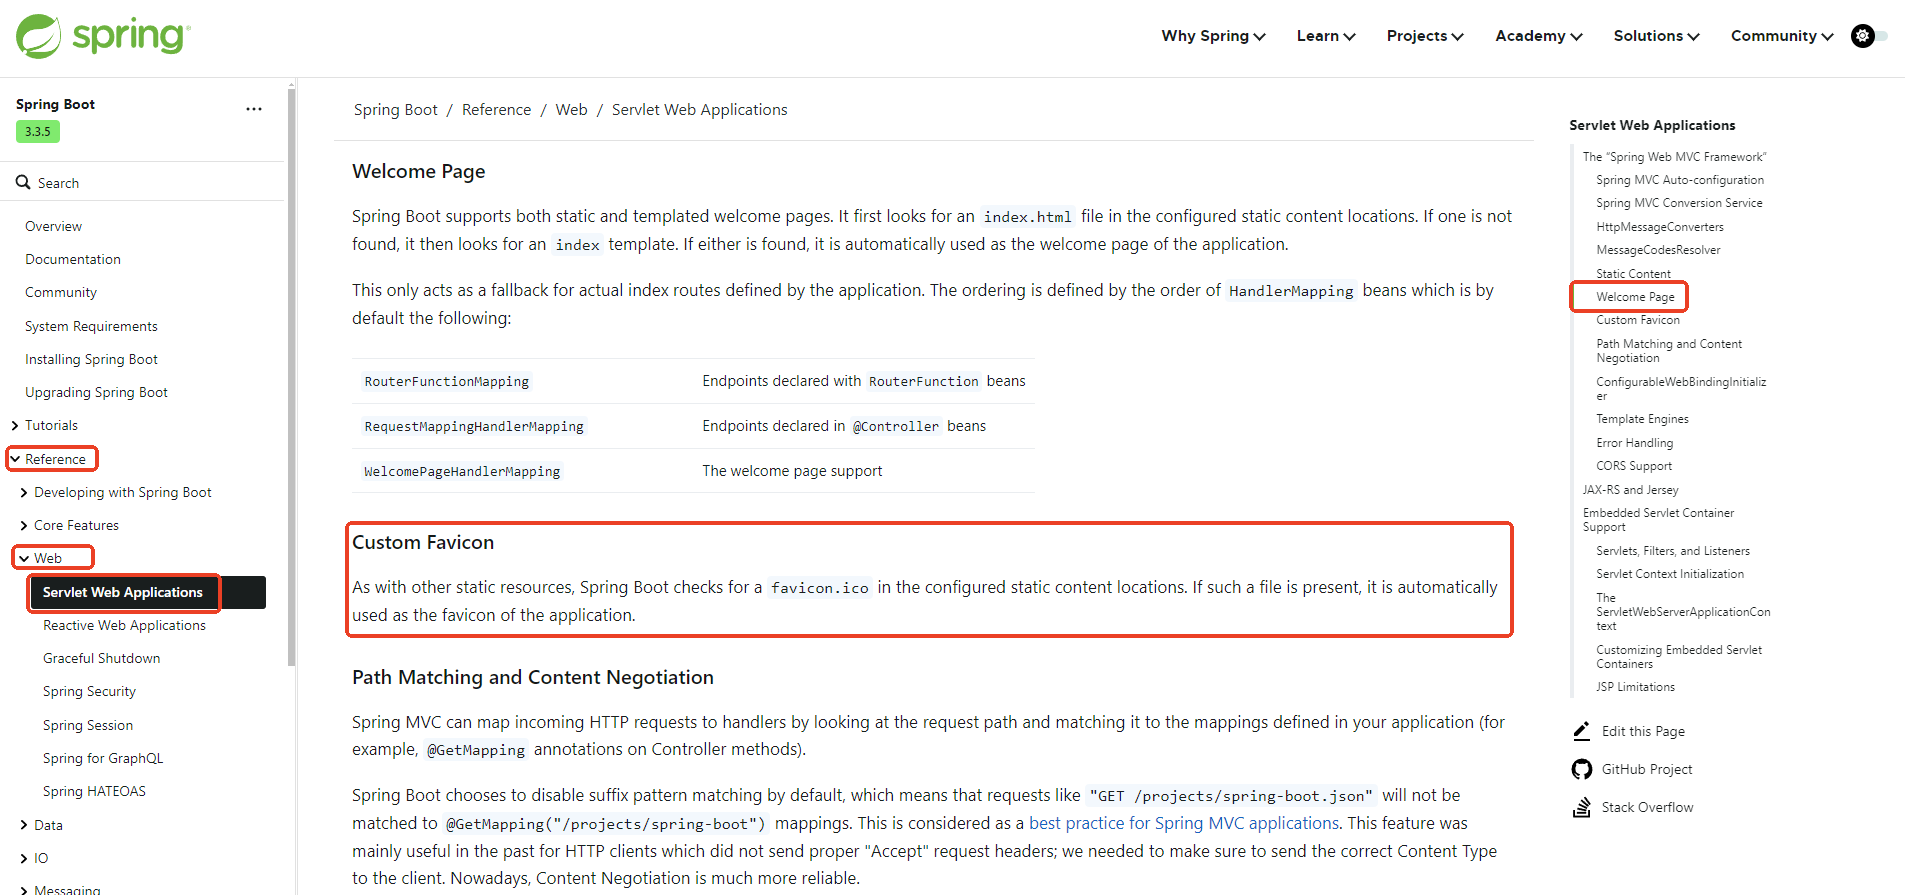 spring
Why Spring
Learn
Projects
Academy
Solutions
Community
Spring Boot
3.3.5
Search
Overview
Documentation
Community
System Requirements
Installing Spring Boot
Upgrading Spring Boot
Tutorials
Reference
Developing with Spring Boot
Core Features
Web
Servlet Web Applications
Reactive Web Applications
Graceful Shutdown
Spring Security
Spring Session
Spring for GraphQL
Spring HATEOAS
Data
IO
Messaging
Spring Boot / Reference / Web / Servlet Web Applications
Welcome Page
Spring Boot supports both static and templated welcome pages. It first looks for an index.html file in the configured static content locations. If one is not
found, it then looks for an index template. If either is found, it is automatically used as the welcome page of the application.
This only acts as a fallback for actual index routes defined by the application. The ordering is defined by the order of HandlerMapping beans which is by
default the following:
RouterFunctionMapping Endpoints declared with RouterFunction beans
RequestMappingHandlerMapping Endpoints declared in @Controller beans
WelcomePageHandlerMapping The welcome page support
Custom Favicon
As with other static resources, Spring Boot checks for a favicon.ico in the configured static content locations. If such a file is present, it is automatically
used as the favicon of the application.
Path Matching and Content Negotiation
Spring MVC can map incoming HTTP requests to handlers by looking at the request path and matching it to the mappings defined in your application (for
example, @GetMapping annotations on Controller methods).
Spring Boot chooses to disable suffix pattern matching by default, which means that requests like "GET /projects/spring-boot.json" will not be
matched to @GetMapping("/projects/spring-boot") mappings. This is considered as a best practice for Spring MVC applications. This feature was
mainly useful in the past for HTTP clients which did not send proper "Accept" request headers; we needed to make sure to send the correct Content Type
to the client. Nowadays, Content Negotiation is much more reliable.
Servlet Web Applications
The “Spring Web MVC Framework”
Spring MVC Auto-configuration
Spring MVC Conversion Service
HttpMessageConverters
MessageCodesResolver
Static Content
Welcome Page
Custom Favicon
Path Matching and Content
Negotiation
ConfigurableWebBindingInitializ
er
Template Engines
Error Handling
CORS Support
JAX-RS and Jersey
Embedded Servlet Container
Support
Servlets, Filters, and Listeners
Servlet Context Initialization
The
ServletWebServerApplicationCon
text
Customizing Embedded Servlet
Containers
JSP Limitations
Edit this Page
GitHub Project
Stack Overflow